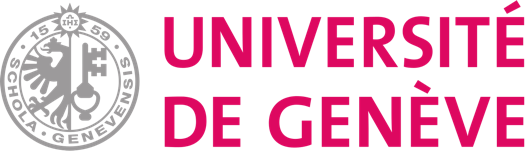 15 59
IHS
SCHOLA · GENEVENSIS
UNIVERSITÉ
DE GENÈVE